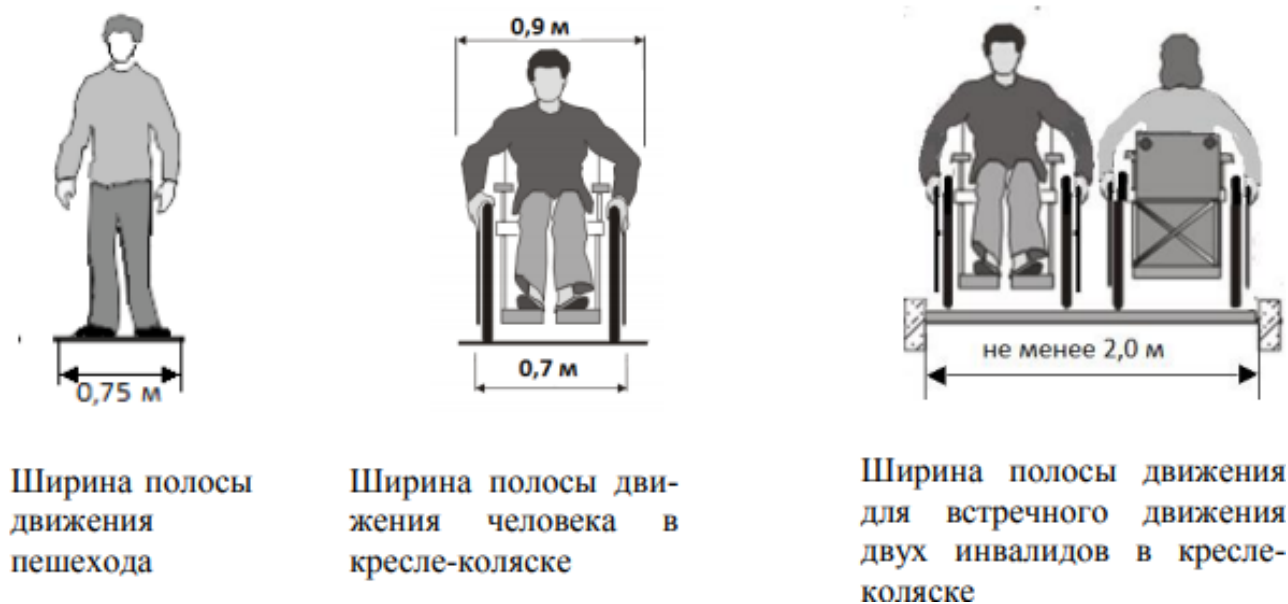 0,9 м
0,75 м
0,7 м
не менее 2,0 м
Ширина полосы
движения
пешехода
Ширина полосы дви-
жения человека в
кресле-коляске
Ширина полосы движения
для встречного движения
двух инвалидов в кресле-
коляске